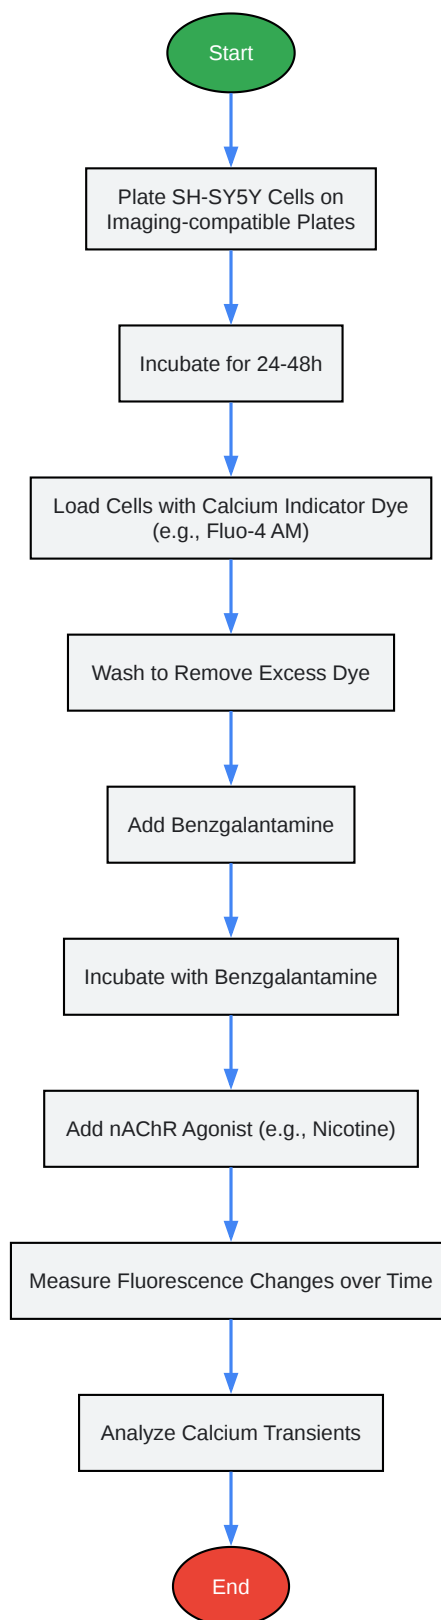 Start
Plate SH-SY5Y Cells on
Imaging-compatible Plates
Incubate for 24-48h
Load Cells with Calcium Indicator Dye
(e.g., Fluo-4 AM)
Wash to Remove Excess Dye
Add Benzgalantamine
Incubate with Benzgalantamine
Add nAChR Agonist (e.g., Nicotine)
Measure Fluorescence Changes over Time
Analyze Calcium Transients
End